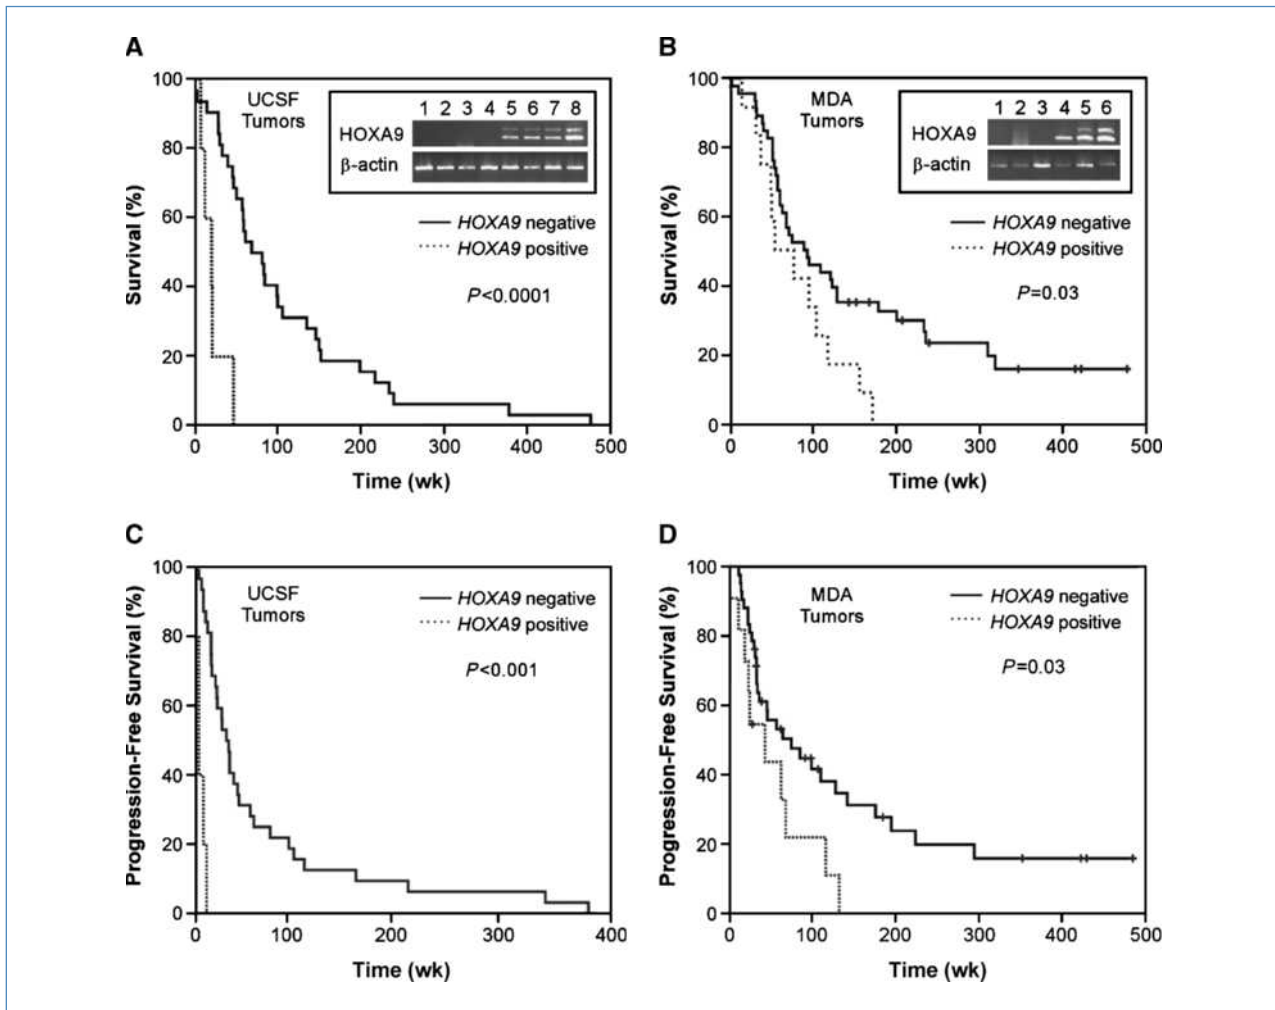 A
UCSF
Tumors
1 2 3 4 5 6 7 8
HOXA9
β-actin
HOXA9 negative
HOXA9 positive
P<0.0001
100
80
60
40
20
0
0 100 200 300 400 500
Survival (%)
Time (wk)
B
MDA
Tumors
1 2 3 4 5 6
HOXA9
β-actin
HOXA9 negative
HOXA9 positive
P=0.03
100
80
60
40
20
0
0 100 200 300 400 500
Survival (%)
Time (wk)
C
UCSF
Tumors
HOXA9 negative
HOXA9 positive
P<0.001
100
80
60
40
20
0
0 100 200 300 400
Progression-Free Survival (%)
Time (wk)
D
MDA
Tumors
HOXA9 negative
HOXA9 positive
P=0.03
100
80
60
40
20
0
0 100 200 300 400 500
Progression-Free Survival (%)
Time (wk)